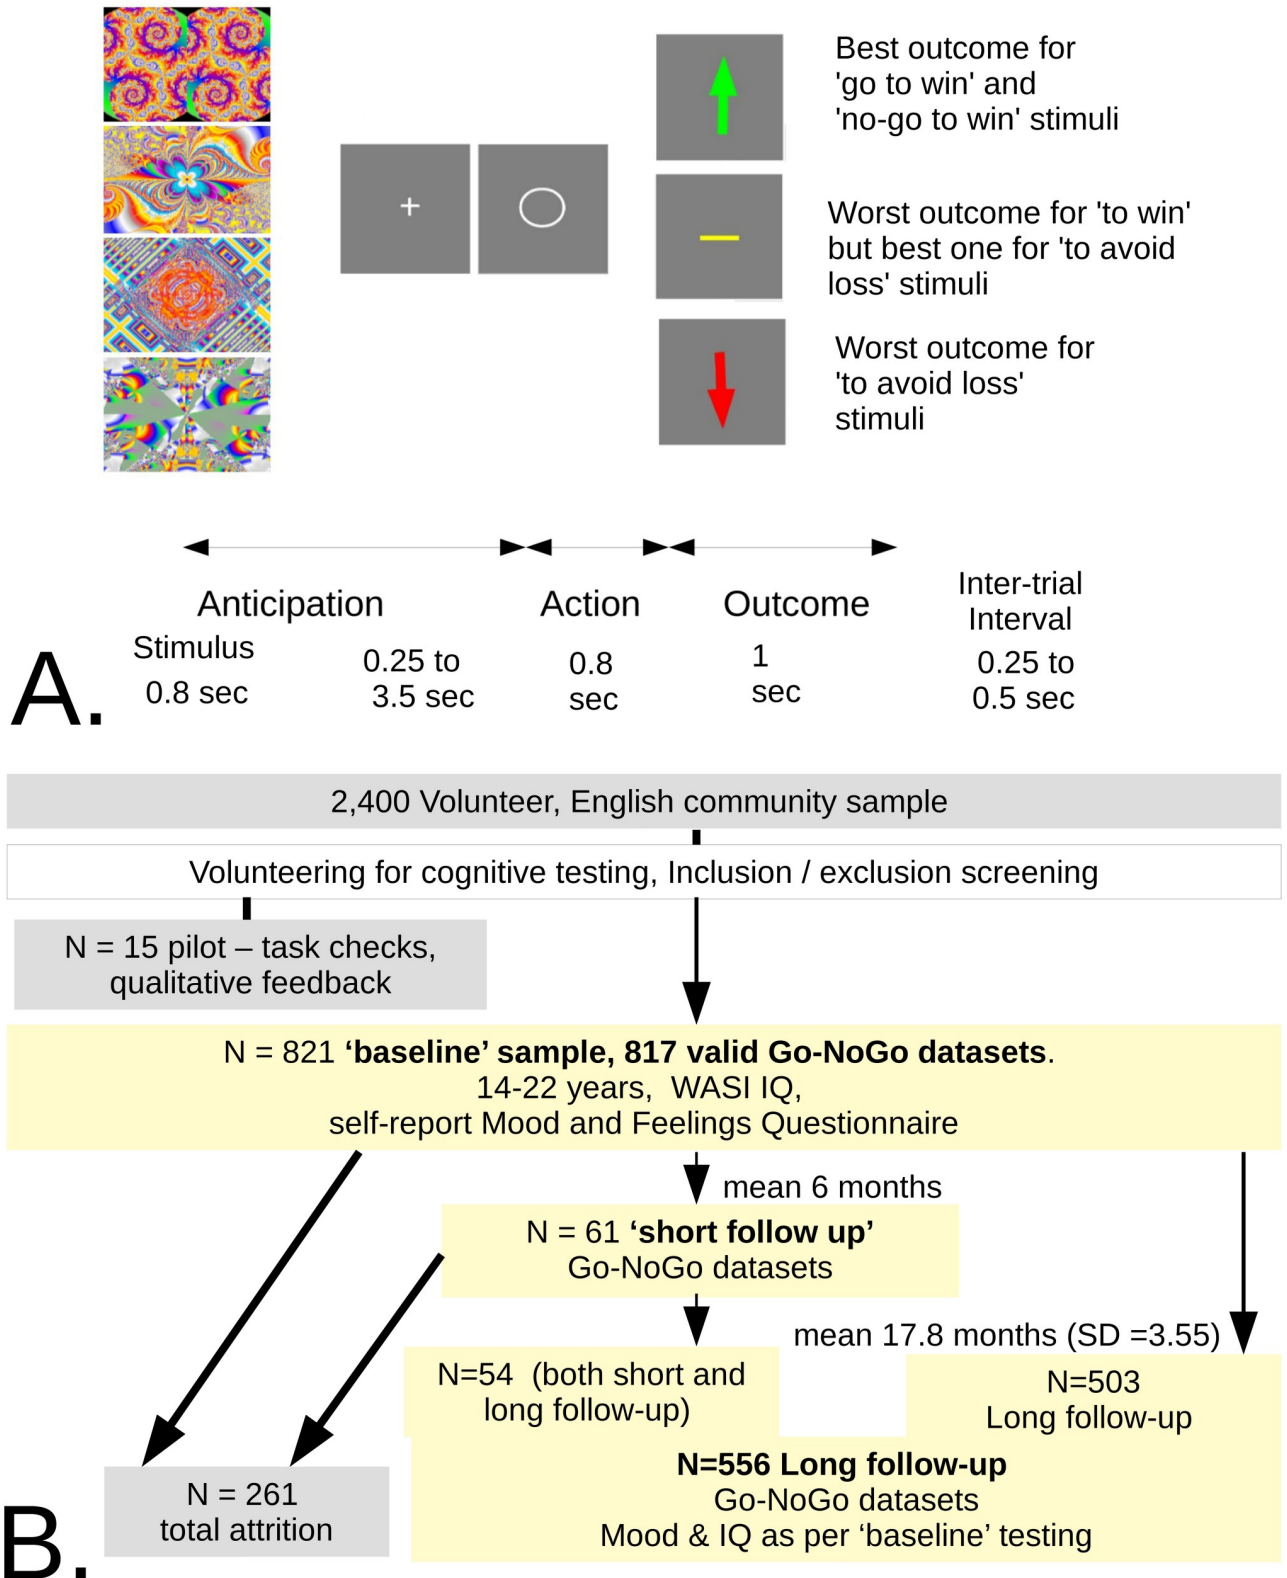 Best outcome for
'go to win' and
'no-go to win' stimuli
Worst outcome for 'to win'
but best one for 'to avoid
loss' stimuli
Worst outcome for
'to avoid loss'
stimuli
Anticipation
Action
Outcome
Inter-trial
Interval
Stimulus
0.8 sec
0.25 to
3.5 sec
0.8
sec
1
sec
0.25 to
0.5 sec
A.
2,400 Volunteer, English community sample
Volunteering for cognitive testing, Inclusion / exclusion screening
N = 15 pilot – task checks,
qualitative feedback
N = 821 ‘baseline’ sample, 817 valid Go-NoGo datasets.
14-22 years, WASI IQ,
self-report Mood and Feelings Questionnaire
mean 6 months
N = 61 ‘short follow up’
Go-NoGo datasets
mean 17.8 months (SD =3.55)
N=54 (both short and
long follow-up)
N=503
Long follow-up
N=556 Long follow-up
Go-NoGo datasets
Mood & IQ as per ‘baseline’ testing
N = 261
total attrition
B.